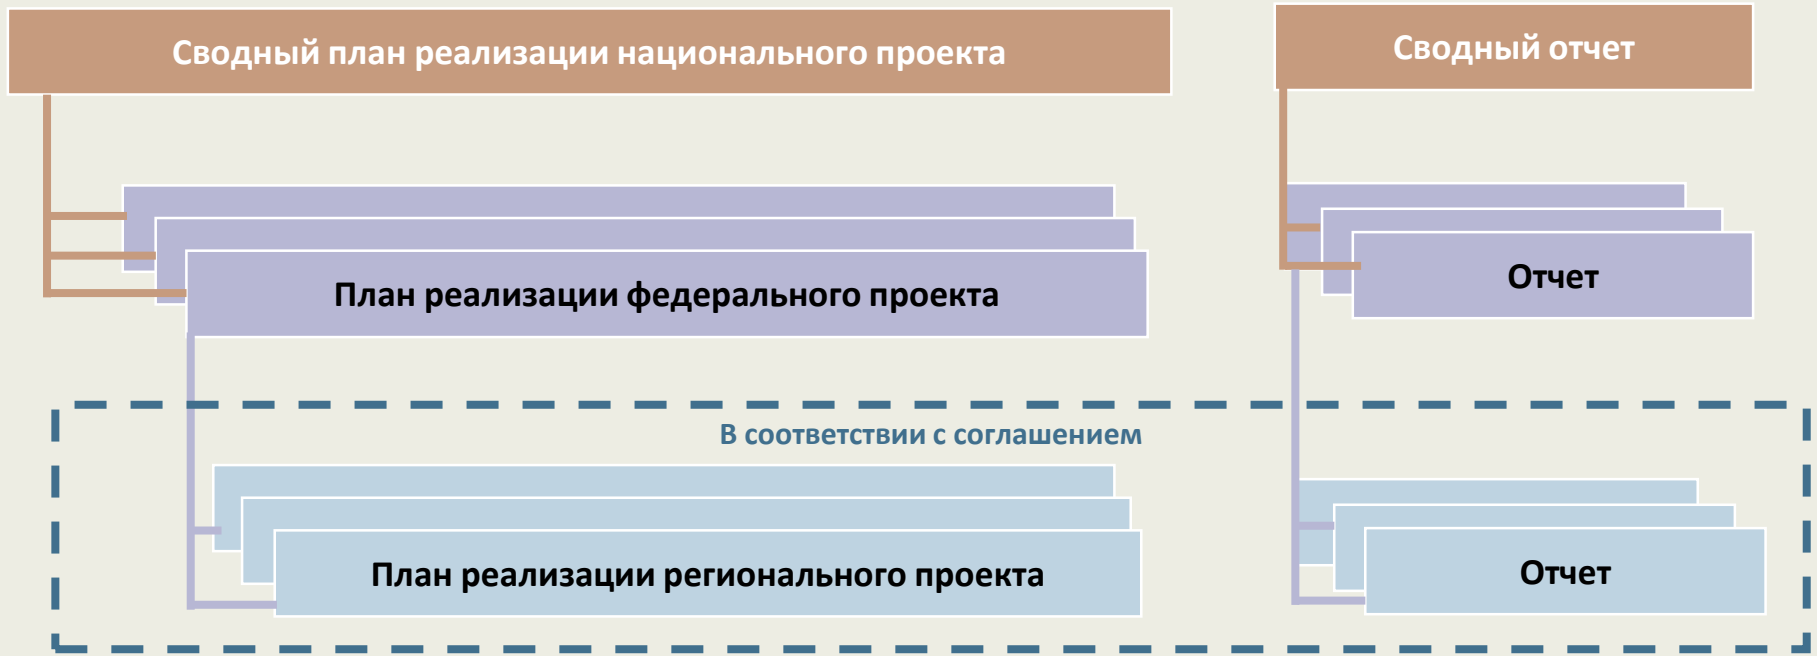 Сводный план реализации национального проекта
Сводный отчет
План реализации федерального проекта
Отчет
В соответствии с соглашением
План реализации регионального проекта
Отчет